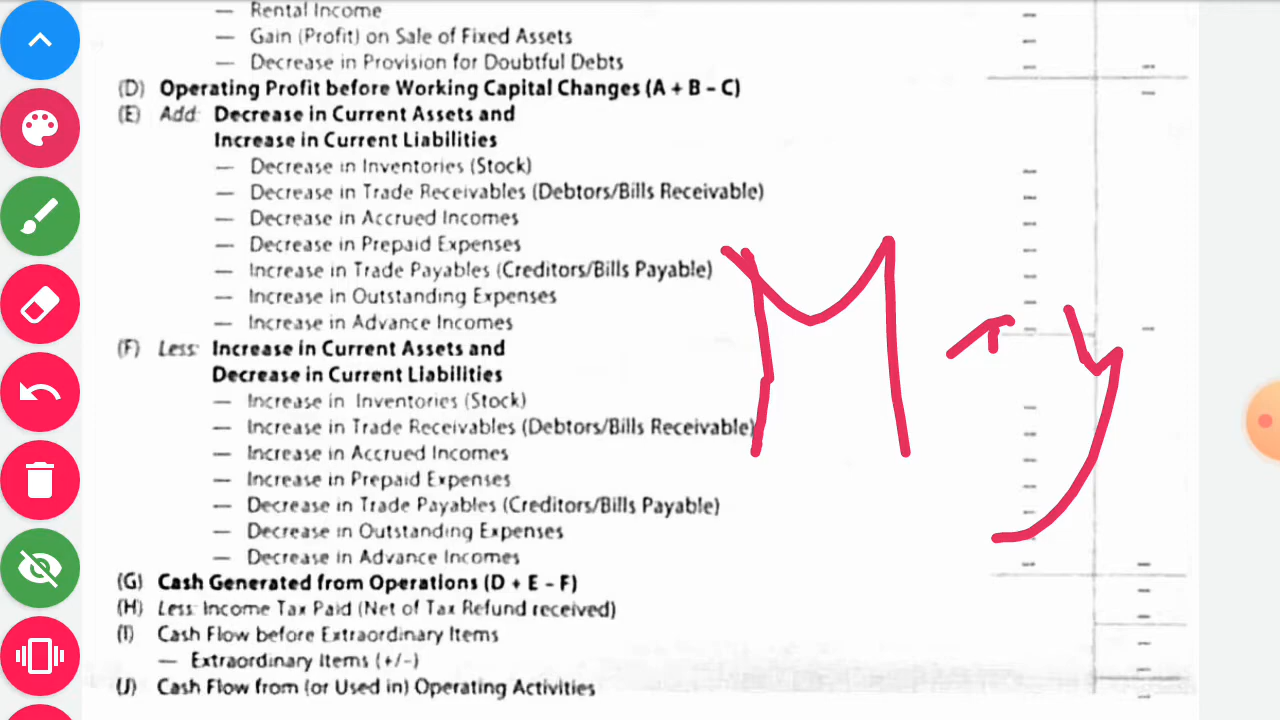 — Rental Income
— Gain (Profit) on Sale of Fixed Assets
— Decrease in Provision for Doubtful Debts
(D) Operating Profit before Working Capital Changes (A + B – C)
(E) Add: Decrease in Current Assets and
Increase in Current Liabilities
— Decrease in Inventories (Stock)
— Decrease in Trade Receivables (Debtors/Bills Receivable)
— Decrease in Accrued Incomes
— Decrease in Prepaid Expenses
— Increase in Trade Payables (Creditors/Bills Payable)
— Increase in Outstanding Expenses
— Increase in Advance Incomes
(F) Less: Increase in Current Assets and
Decrease in Current Liabilities
— Increase in Inventories (Stock)
— Increase in Trade Receivables (Debtors/Bills Receivable)
— Increase in Accrued Incomes
— Increase in Prepaid Expenses
— Decrease in Trade Payables (Creditors/Bills Payable)
— Decrease in Outstanding Expenses
— Decrease in Advance Incomes
(G) Cash Generated from Operations (D + E – F)
(H) Less: Income Tax Paid (Net of Tax Refund received)
(I) Cash Flow before Extraordinary Items
— Extraordinary Items (+/–)
(J) Cash Flow from (or Used in) Operating Activities